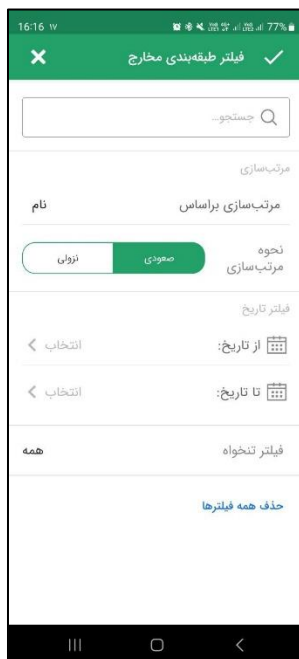 16:16 ۱۷ 77%
فیلتر طبقه‌بندی مخارج
جستجو...
مرتب‌سازی
مرتب‌سازی براساس نام
نحوه مرتب‌سازی صعودی نزولی
فیلتر تاریخ
از تاریخ: انتخاب
تا تاریخ: انتخاب
فیلتر تنخواه همه
حذف همه فیلترها